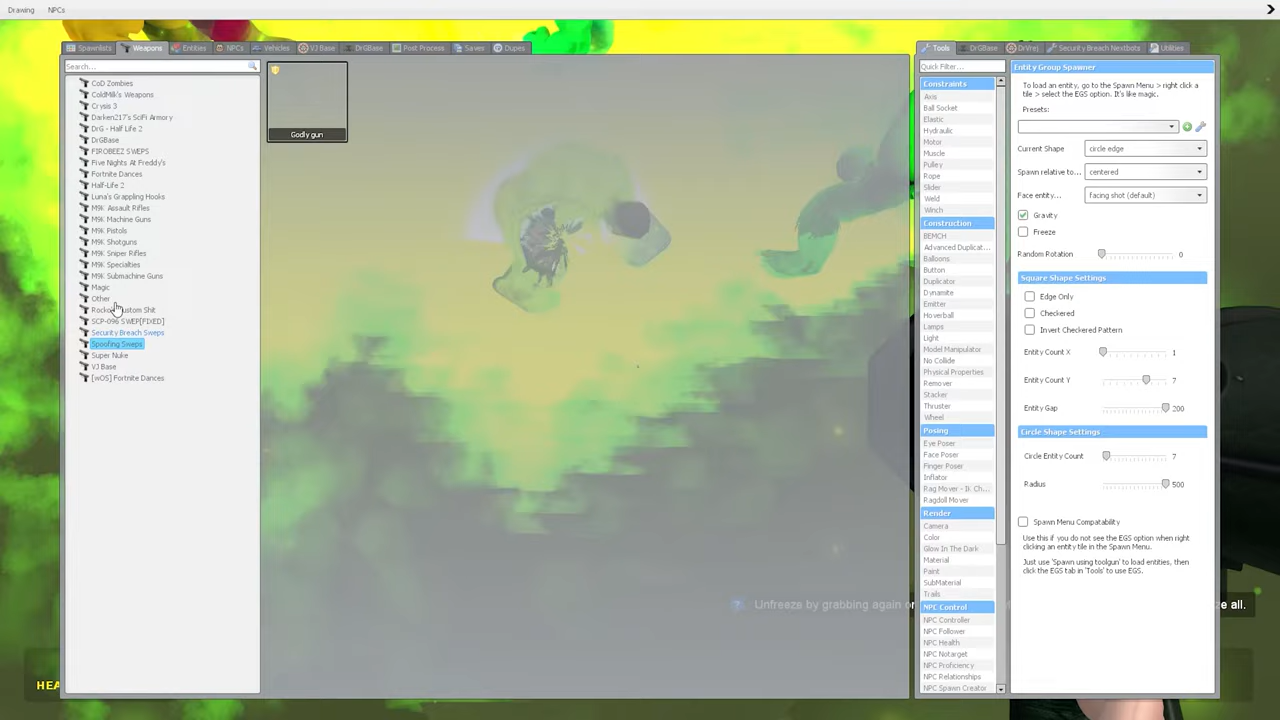 Drawing NPCs
Spawnlists Weapons Entities NPCs Vehicles VJ Base DrGBase Post Process Saves Dupes
Search...
CoD Zombies
ColdMilk's Weapons
Crysis 3
Darken217's SciFi Armory
DrG - Half Life 2
DrGBase
FIROBEEZ SWEPS
Five Nights At Freddy's
Fortnite Dances
Half-Life 2
Luna's Grappling Hooks
M9K Assault Rifles
M9K Machine Guns
M9K Pistols
M9K Shotguns
M9K Sniper Rifles
M9K Specialties
M9K Submachine Guns
Magic
Other
SCP-096 SWEP[FIXED]
Security Breach Sweps
Spoofing Sweps
Super Nuke
VJ Base
[wOS] Fortnite Dances
Godly gun
Tools DrGBase DrVrej Security Breach Nextbots Utilities
Quick Filter...
Constraints
Axis
Ball Socket
Elastic
Hydraulic
Motor
Muscle
Pulley
Rope
Slider
Weld
Winch
Construction
BEMCH
Advanced Duplicat...
Balloons
Button
Duplicator
Dynamite
Emitter
Hoverball
Lamps
Light
Model Manipulator
No Collide
Physical Properties
Remover
Stacker
Thruster
Wheel
Posing
Eye Poser
Face Poser
Finger Poser
Inflator
Rag Mover - Ik Ch...
Ragdoll Mover
Render
Camera
Color
Glow In The Dark
Material
Paint
SubMaterial
Trails
NPC Control
NPC Controller
NPC Follower
NPC Health
NPC Notarget
NPC Proficiency
NPC Relationships
NPC Spawn Creator
Entity Group Spawner
To load an entity, go to the Spawn Menu > right click a
tile > select the EGS option. It's like magic.
Presets:
Current Shape circle edge
Spawn relative to... centered
Face entity... Facing shot (default)
Gravity
Freeze
Random Rotation 0
Square Shape Settings
Edge Only
Checkered
Invert Checkered Pattern
Entity Count X 1
Entity Count Y 7
Entity Gap 200
Circle Shape Settings
Circle Entity Count 7
Radius 500
Spawn Menu Compatability
Use this if you do not see the EGS option when right
clicking an entity tile in the Spawn Menu.
Just use 'Spawn using toolgun' to load entities, then
click the EGS tab in 'Tools' to use EGS.
Unfreeze by grabbing again o
e all.
HEA